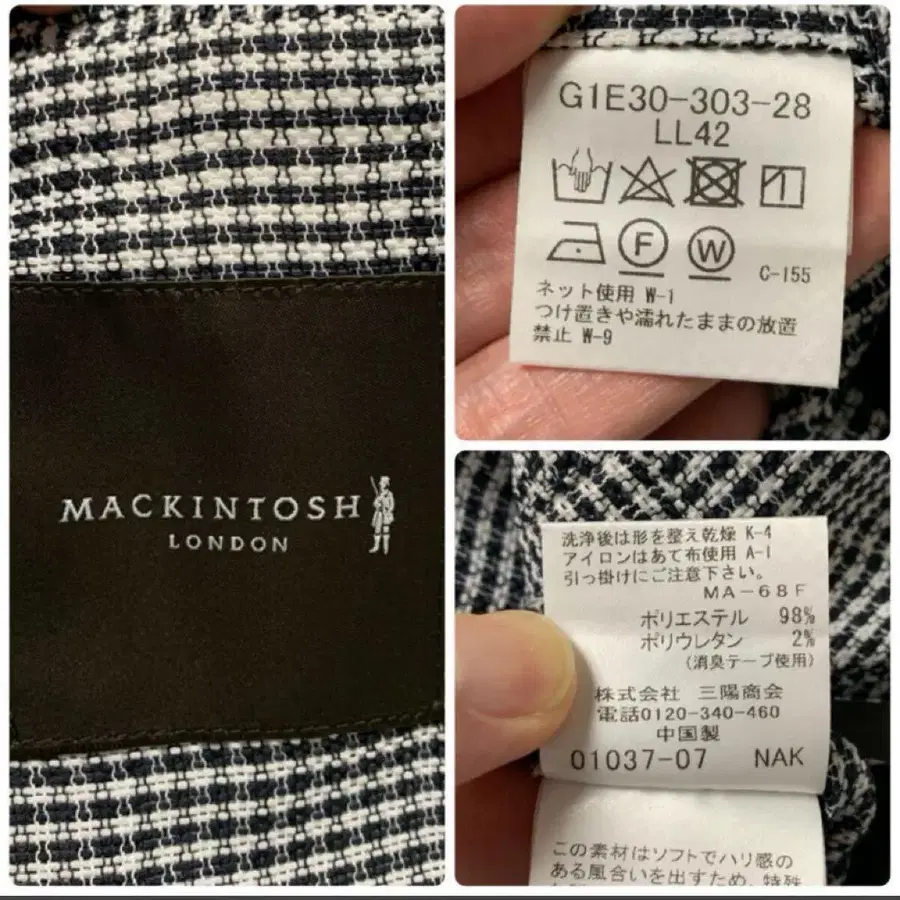 MACKINTOSH
LONDON
G1E30-303-28
LL42
1
F
W
C-155
ネット使用 W-1
つけ置きや濡れたままの放置
禁止 W-9
洗浄後は形を整え乾燥 K-4
アイロンはあて布使用 A-1
引っ掛けにご注意下さい。
MA-68F
ポリエステル 98%
ポリウレタン 2%
(消臭テープ使用)
株式会社 三陽商会
電話0120-340-460
中国製
01037-07 NAK
この素材はソフトでハリ感の
ある風合いを出すため、特殊